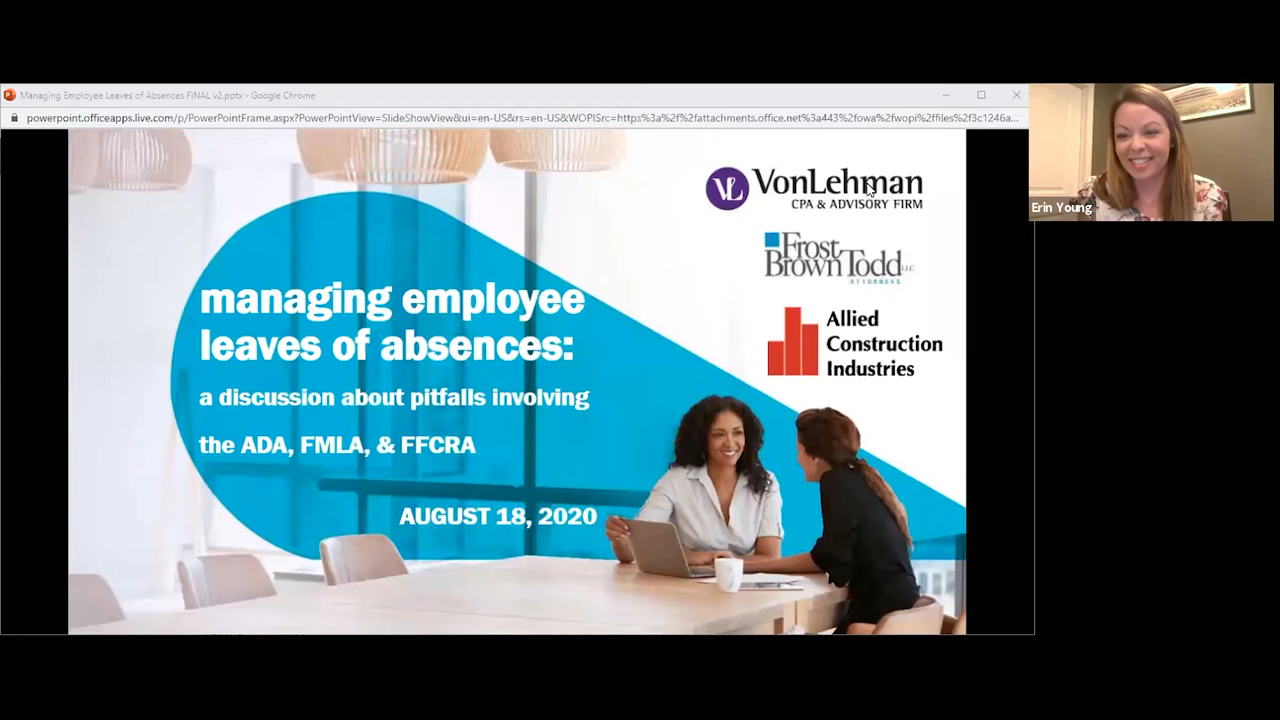 Managing Employee Leaves of Absences FINAL v2.pptx - Google Chrome
powerpoint.officeapps.live.com/p/PowerPointFrame.aspx?PowerPointView=SlideShowView&ui=en-US&rs=en-US&WOPISrc=https%3a%2f%2fattachments.office.net%3a443%2fowa%2fwopi%2ffiles%2f3c1246a...
VL VonLehman
CPA & ADVISORY FIRM
Erin Young
Frost
Brown Todd LLC
ATTORNEYS
managing employee
leaves of absences:
Allied
Construction
Industries
a discussion about pitfalls involving
the ADA, FMLA, & FFCRA
AUGUST 18, 2020